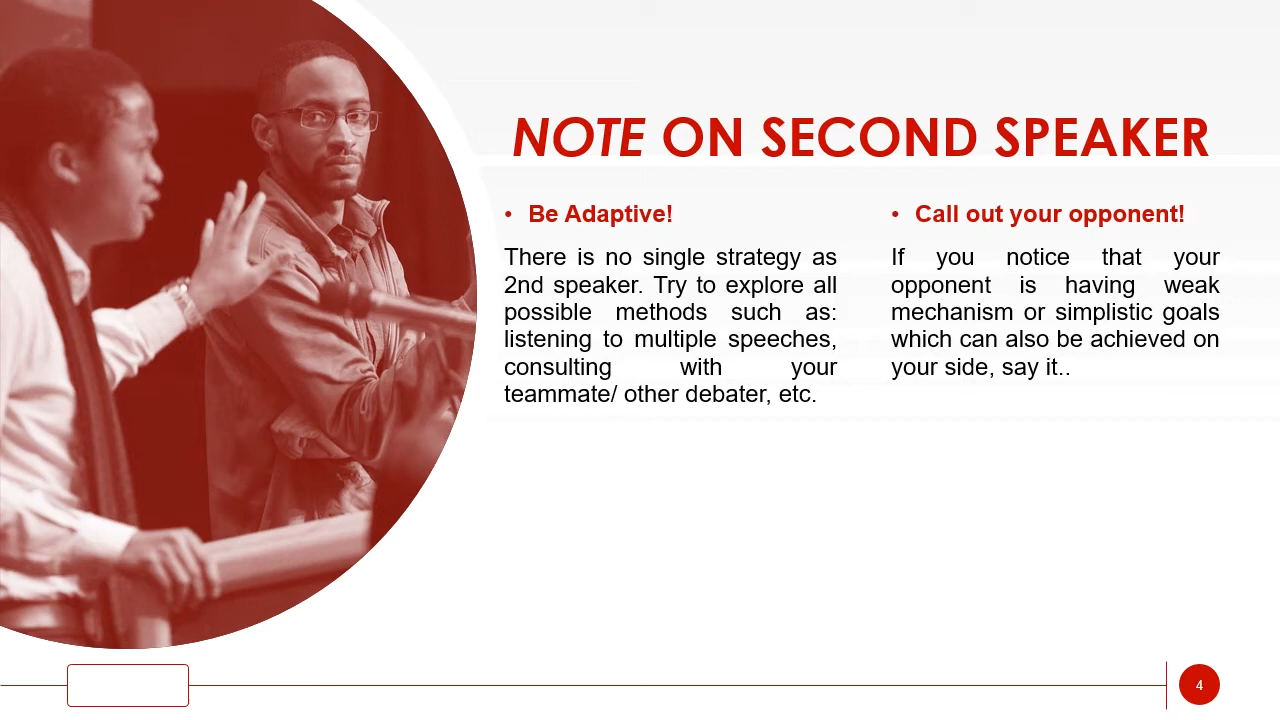 NOTE ON SECOND SPEAKER
• Be Adaptive!
There is no single strategy as
2nd speaker. Try to explore all
possible methods such as:
listening to multiple speeches,
consulting with your
teammate/ other debater, etc.
• Call out your opponent!
If you notice that your
opponent is having weak
mechanism or simplistic goals
which can also be achieved on
your side, say it..
4